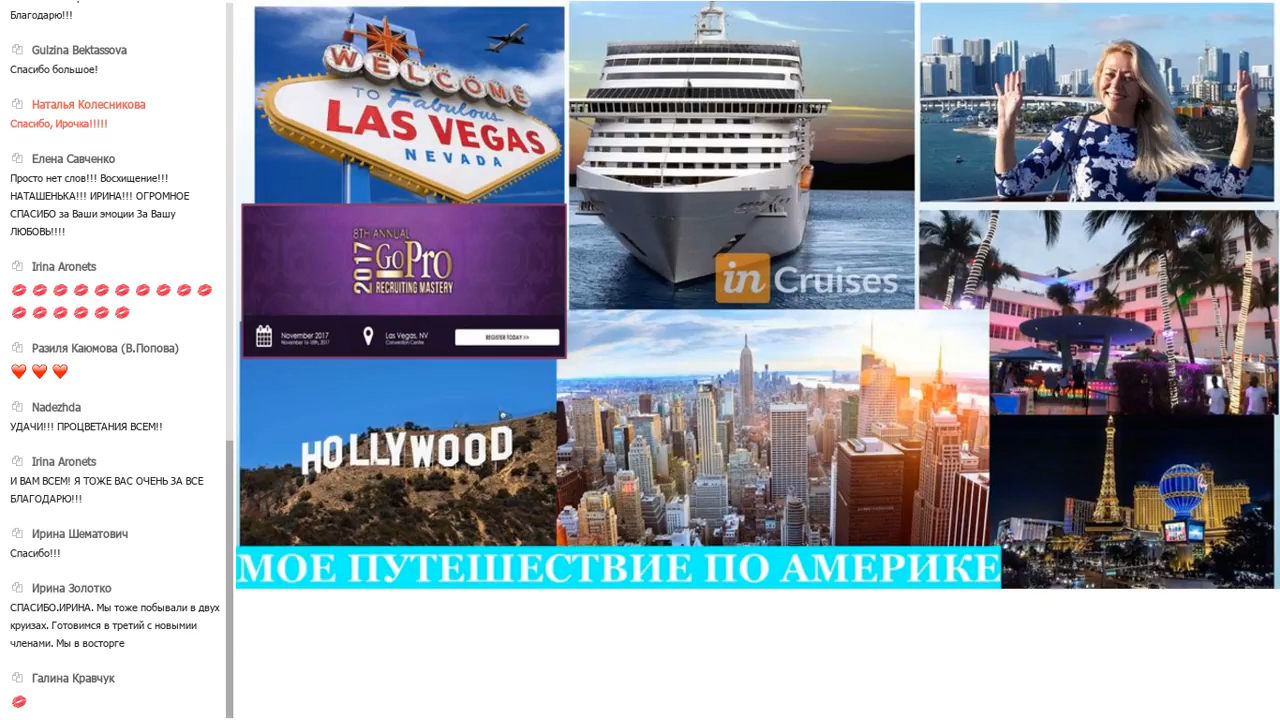 Благодарю!!!
Gulzina Bektassova
Спасибо большое!
Наталья Колесникова
Спасибо, Ирочка!!!!!
Елена Савченко
Просто нет слов!!! Восхищение!!!
НАТАШЕНЬКА!!! ИРИНА!!! ОГРОМНОЕ
СПАСИБО за Ваши эмоции За Вашу
ЛЮБОВЬ!!!!
Irina Aronets
Разиля Каюмова (В.Попова)
Nadezhda
УДАЧИ!!! ПРОЦВЕТАНИЯ ВСЕМ!!
Irina Aronets
И ВАМ ВСЕМ! Я ТОЖЕ ВАС ОЧЕНЬ ЗА ВСЕ
БЛАГОДАРЮ!!!
Ирина Шематович
Спасибо!!!
Ирина Золотко
СПАСИБО.ИРИНА. Мы тоже побывали в двух
круизах. Готовимся в третий с новымии
членами. Мы в восторге
Галина Кравчук
WELCOME
TO Fabulous
LAS VEGAS
NEVADA
8TH ANNUAL
2017
GoPro
RECRUITING MASTERY
November 2017
Las Vegas, NV
Convention Centre
REGISTER TODAY >>
in Cruises
HOLLYWOOD
МОЕ ПУТЕШЕСТВИЕ ПО АМЕРИКЕ